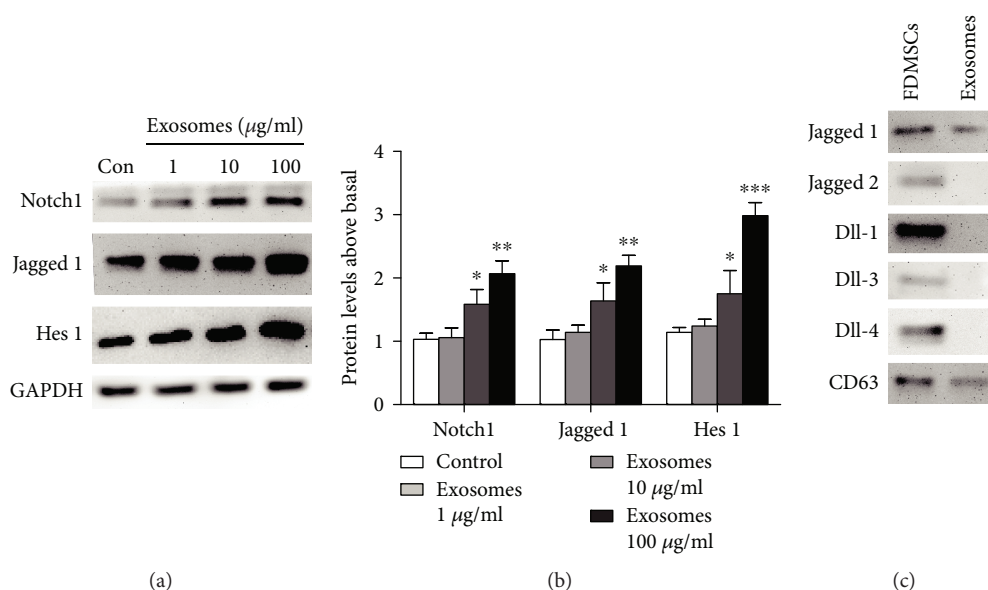 Exosomes (μg/ml)
Con 1 10 100
Notch1
Jagged 1
Hes 1
GAPDH
(a)
Protein levels above basal
4
3
2
1
0
* ** * ** * ***
Notch1 Jagged 1 Hes 1
Control
Exosomes
1 μg/ml
Exosomes
10 μg/ml
Exosomes
100 μg/ml
(b)
FDMSCs Exosomes
Jagged 1
Jagged 2
Dll-1
Dll-3
Dll-4
CD63
(c)